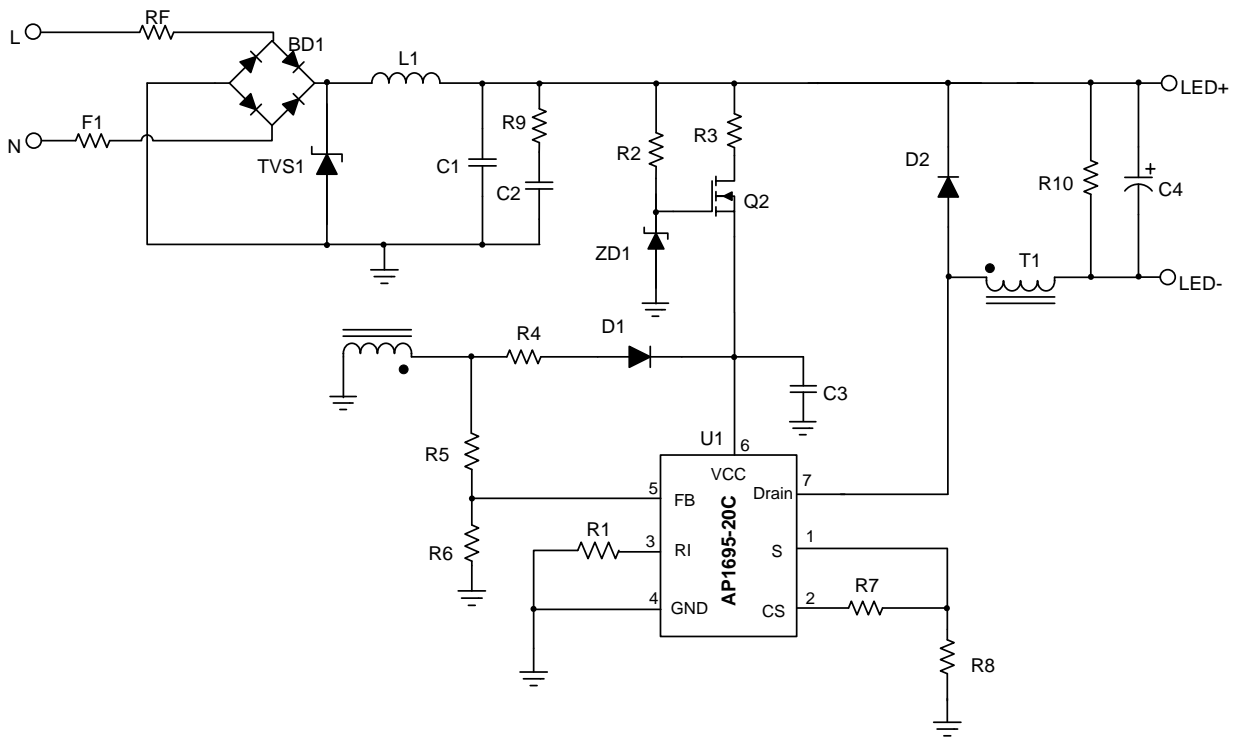 RF
L
BD1
L1
LED+
F1
N
R9
R3
R2
TVS1
C1
C2
D2
R10
+
C4
Q2
ZD1
T1
LED-
R4
D1
C3
U1
6
VCC
R5
5
FB
Drain
7
AP1695-20C
R1
R6
3
RI
S
1
4
GND
CS
2
R7
R8